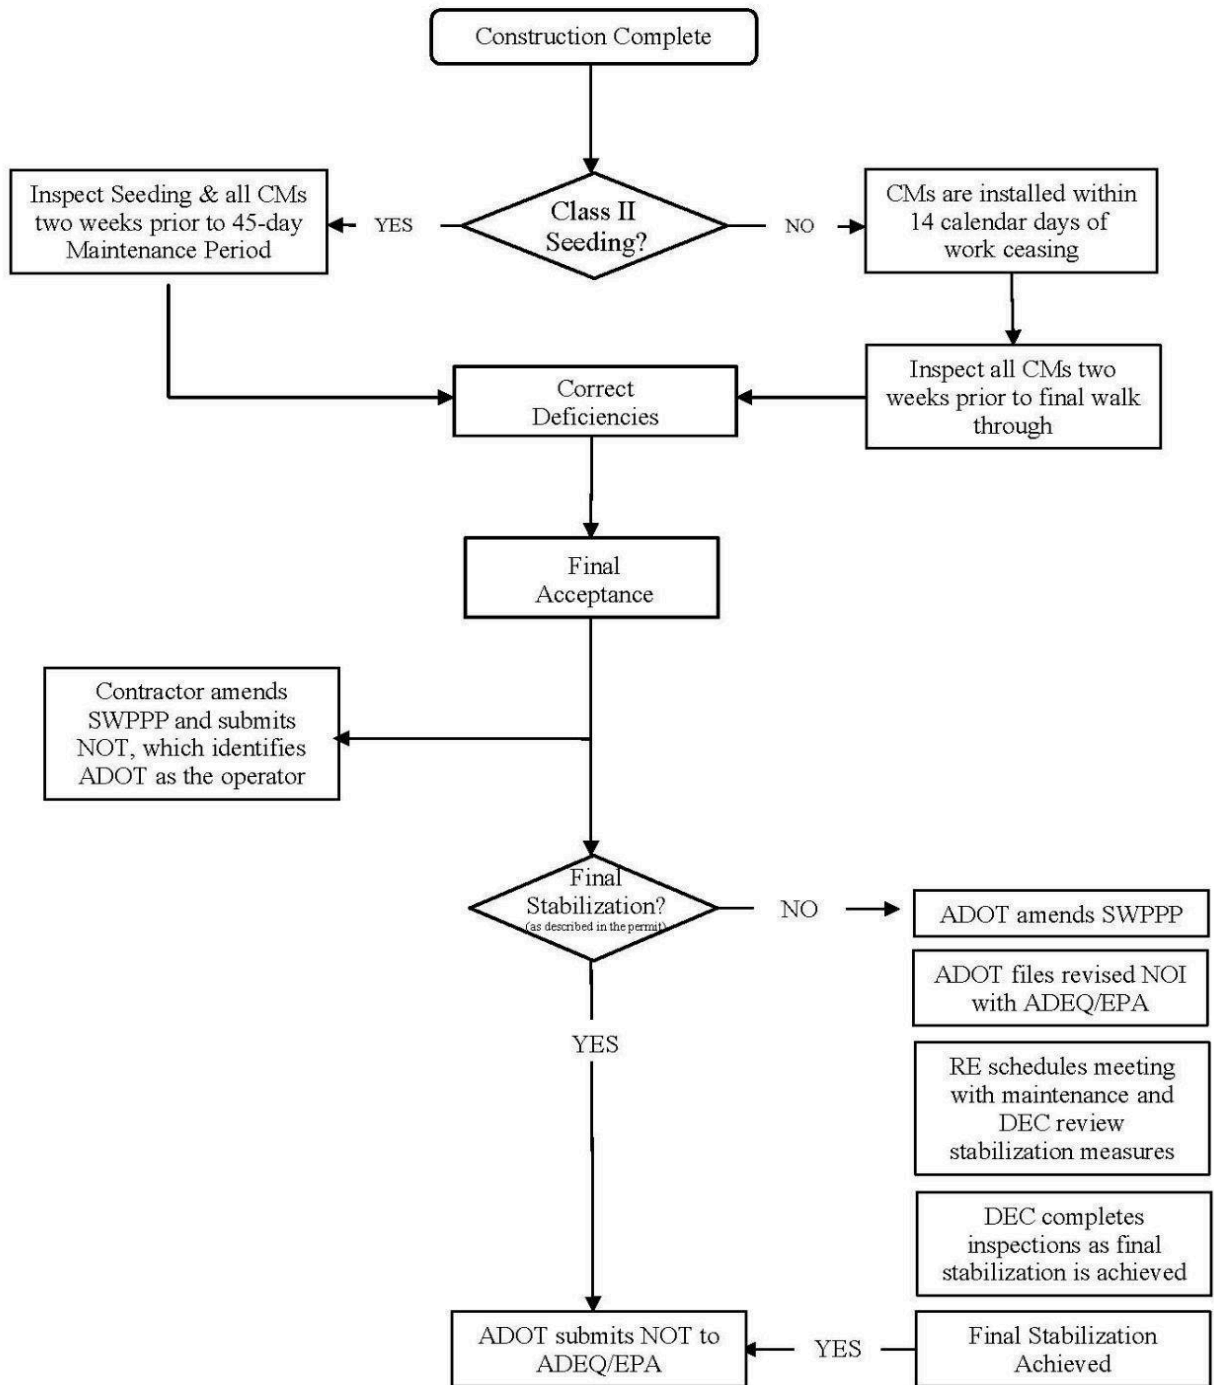 Construction Complete
Inspect Seeding & all CMs
two weeks prior to 45-day
Maintenance Period
YES
Class II
Seeding?
NO
CMs are installed within
14 calendar days of
work ceasing
Correct
Deficiencies
Inspect all CMs two
weeks prior to final walk
through
Final
Acceptance
Contractor amends
SWPPP and submits
NOT, which identifies
ADOT as the operator
Final
Stabilization?
(as described in the permit)
NO
ADOT amends SWPPP
ADOT files revised NOI
with ADEQ/EPA
YES
RE schedules meeting
with maintenance and
DEC review
stabilization measures
DEC completes
inspections as final
stabilization is achieved
ADOT submits NOT to
ADEQ/EPA
YES
Final Stabilization
Achieved